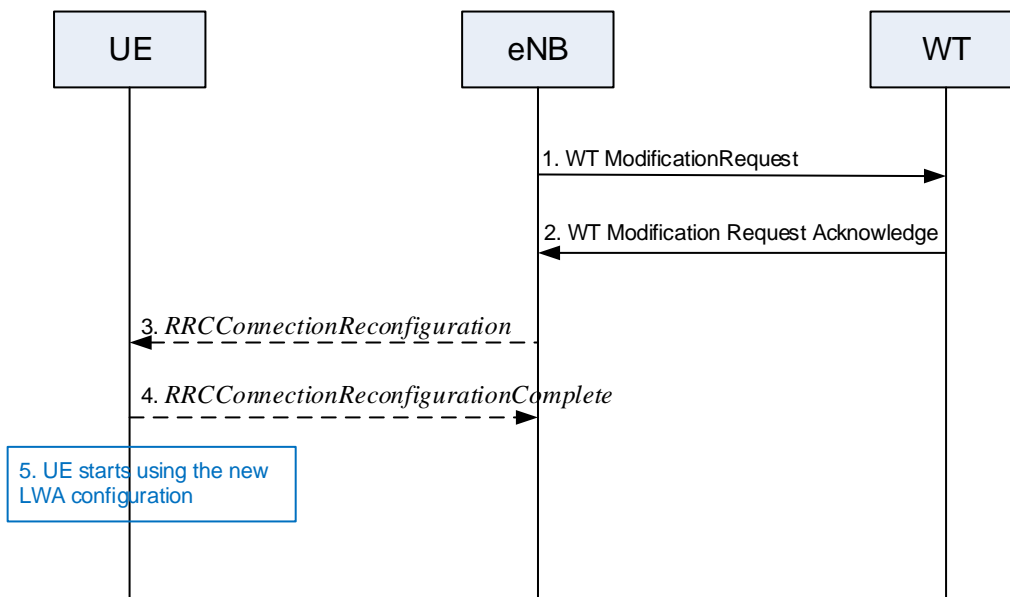 UE
eNB
WT
1. WT ModificationRequest
2. WT Modification Request Acknowledge
3. RRCConnectionReconfiguration
4. RRCConnectionReconfigurationComplete
5. UE starts using the new
LWA configuration